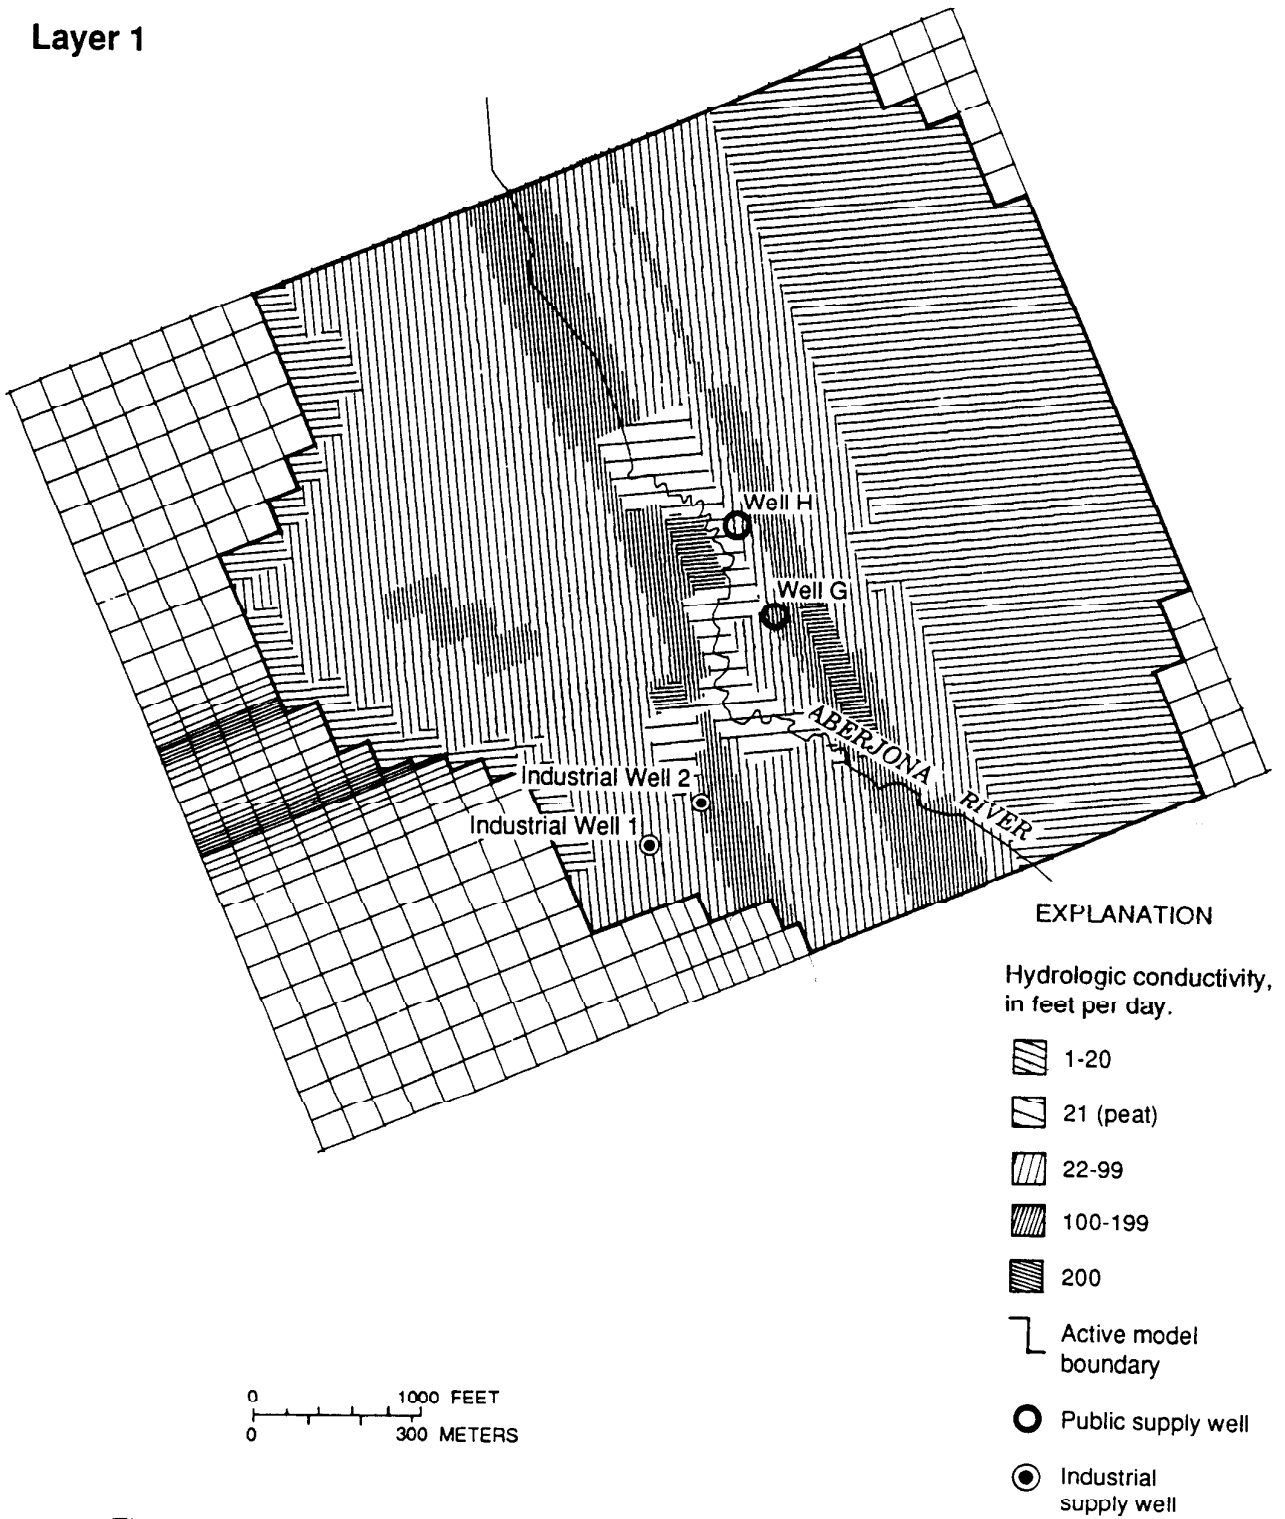 Layer 1
Well H
Well G
ABERJONA
RIVER
Industrial Well 2
Industrial Well 1
EXPLANATION
Hydrologic conductivity,
in feet per day.
1-20
21 (peat)
22-99
100-199
200
Active model
boundary
Public supply well
Industrial
supply well
0 1000 FEET
0 300 METERS